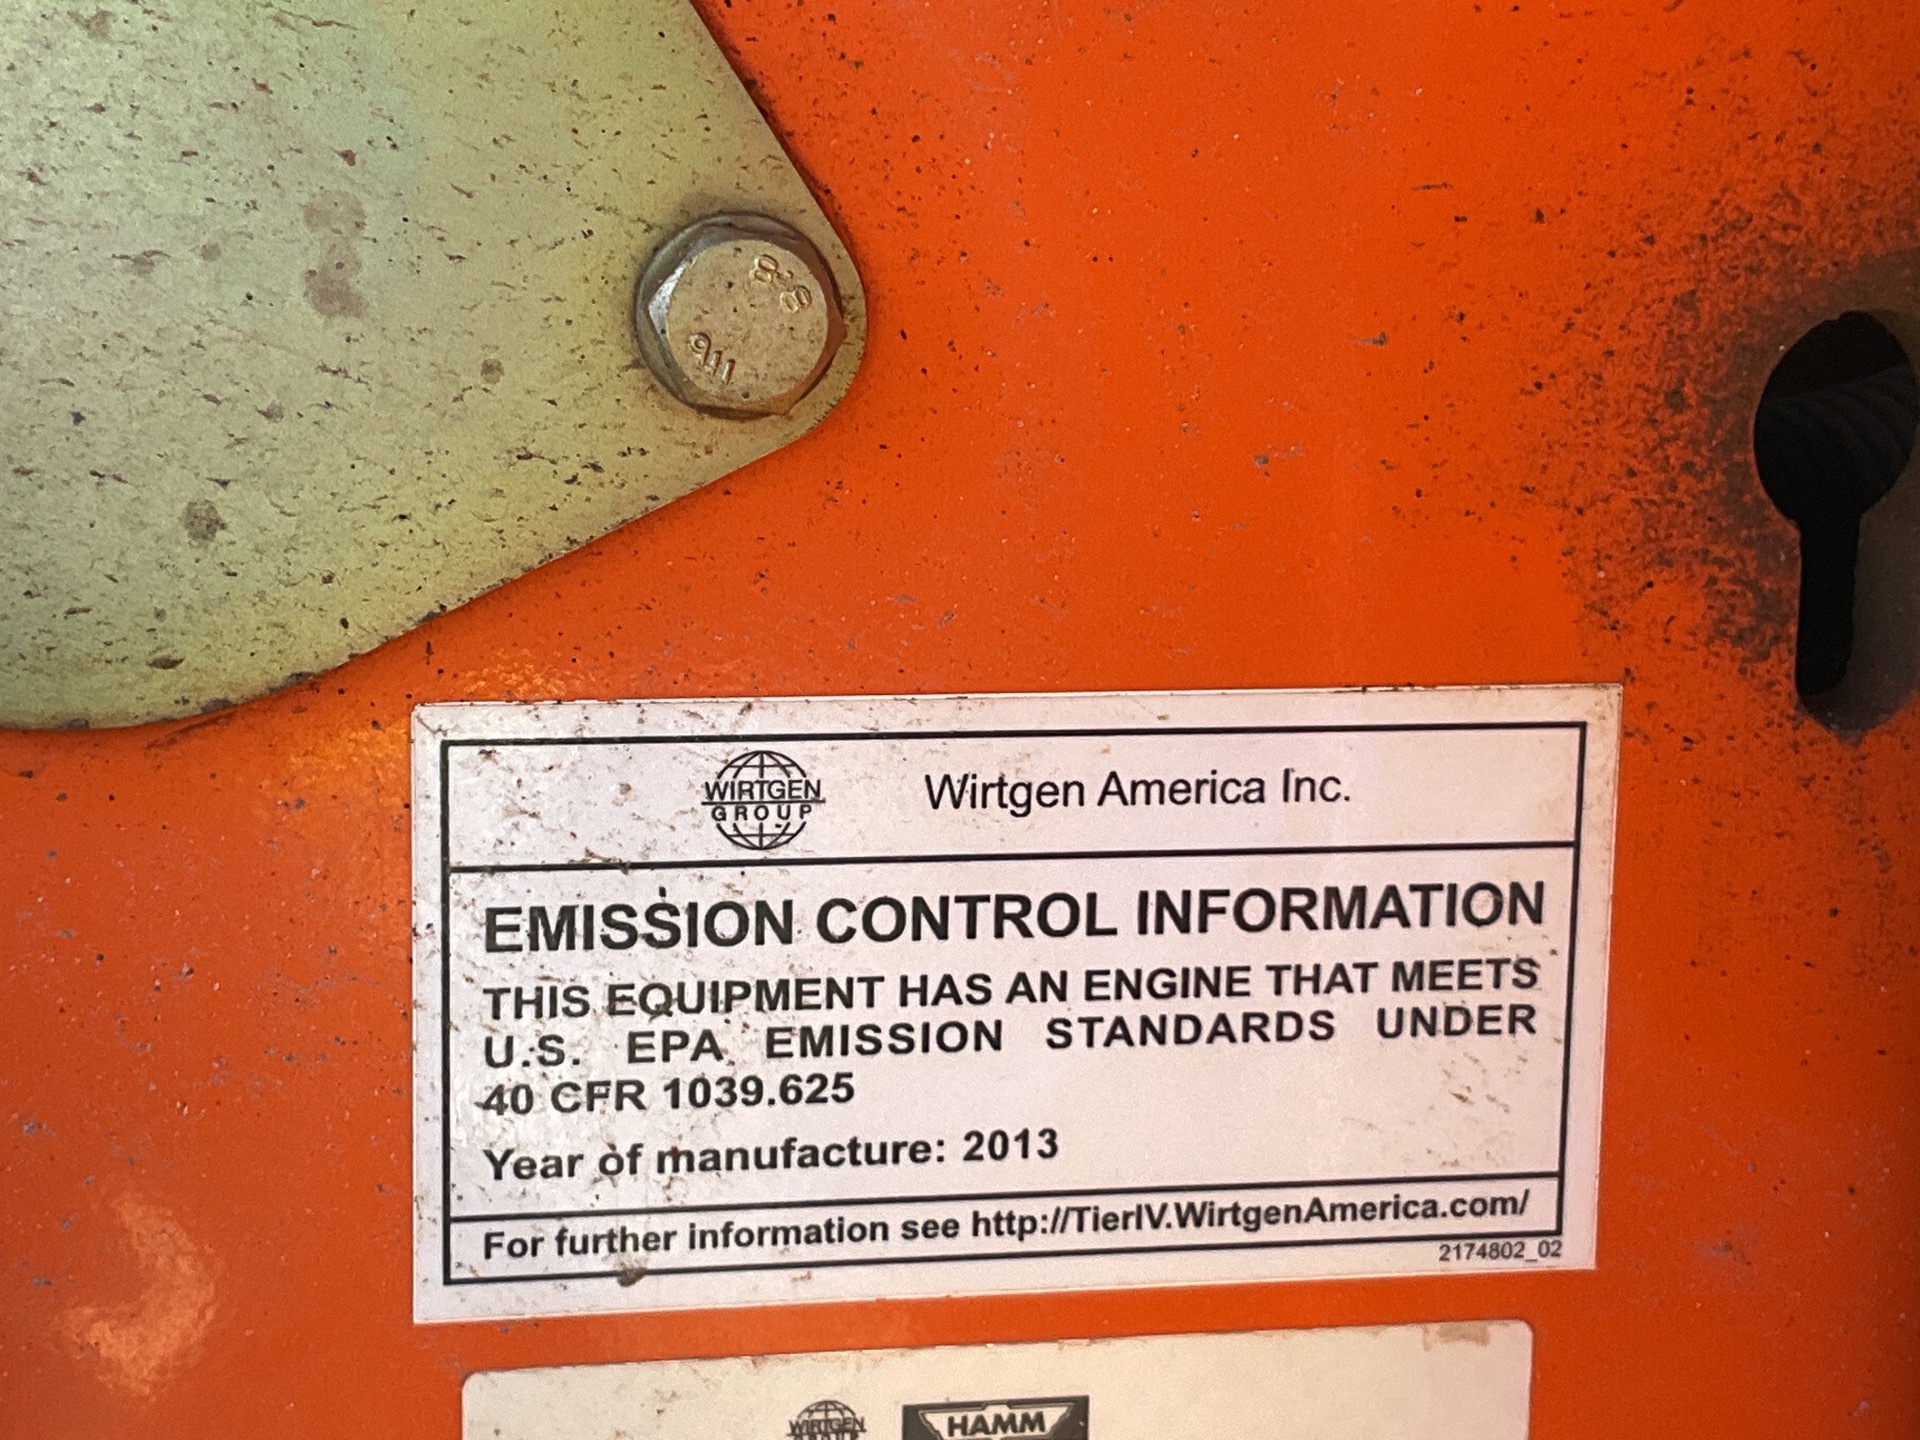 8.8
911
WIRTGEN
GROUP
Wirtgen America Inc.
EMISSION CONTROL INFORMATION
THIS EQUIPMENT HAS AN ENGINE THAT MEETS
U.S. EPA EMISSION STANDARDS UNDER
40 CFR 1039.625
Year of manufacture: 2013
For further information see http://TierIV.WirtgenAmerica.com/
2174802_02
WIRTGEN
GROUP
HAMM